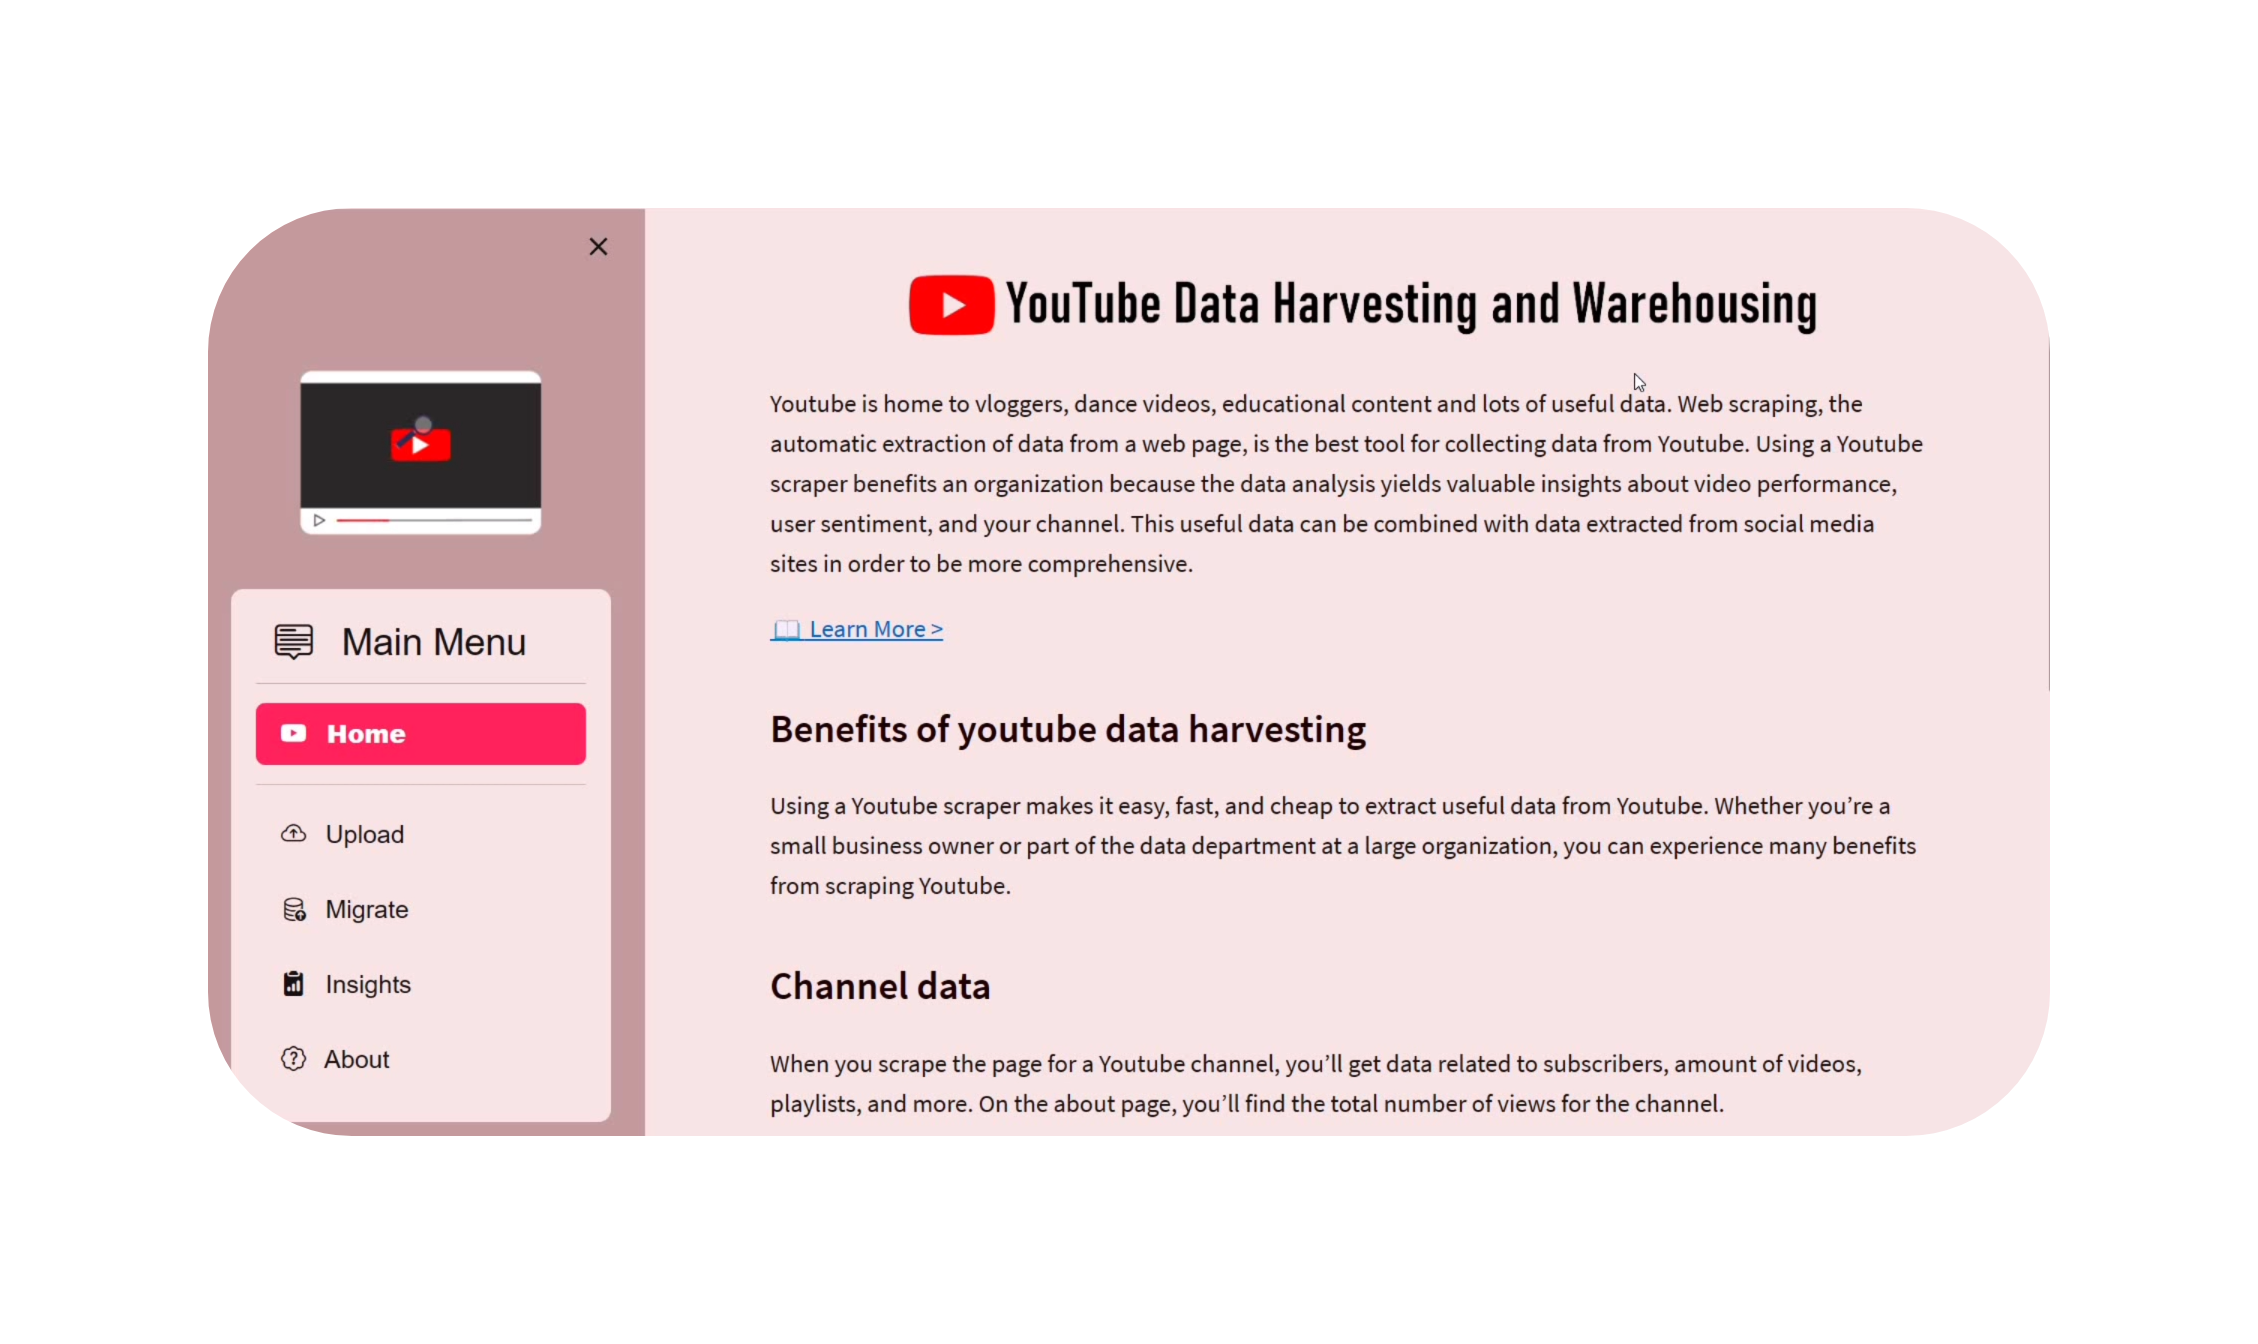 YouTube Data Harvesting and Warehousing
Youtube is home to vloggers, dance videos, educational content and lots of useful data. Web scraping, the
automatic extraction of data from a web page, is the best tool for collecting data from Youtube. Using a Youtube
scraper benefits an organization because the data analysis yields valuable insights about video performance,
user sentiment, and your channel. This useful data can be combined with data extracted from social media
sites in order to be more comprehensive.
Learn More >
Benefits of youtube data harvesting
Using a Youtube scraper makes it easy, fast, and cheap to extract useful data from Youtube. Whether you’re a
small business owner or part of the data department at a large organization, you can experience many benefits
from scraping Youtube.
Channel data
When you scrape the page for a Youtube channel, you’ll get data related to subscribers, amount of videos,
playlists, and more. On the about page, you’ll find the total number of views for the channel.
Main Menu
Home
Upload
Migrate
Insights
About